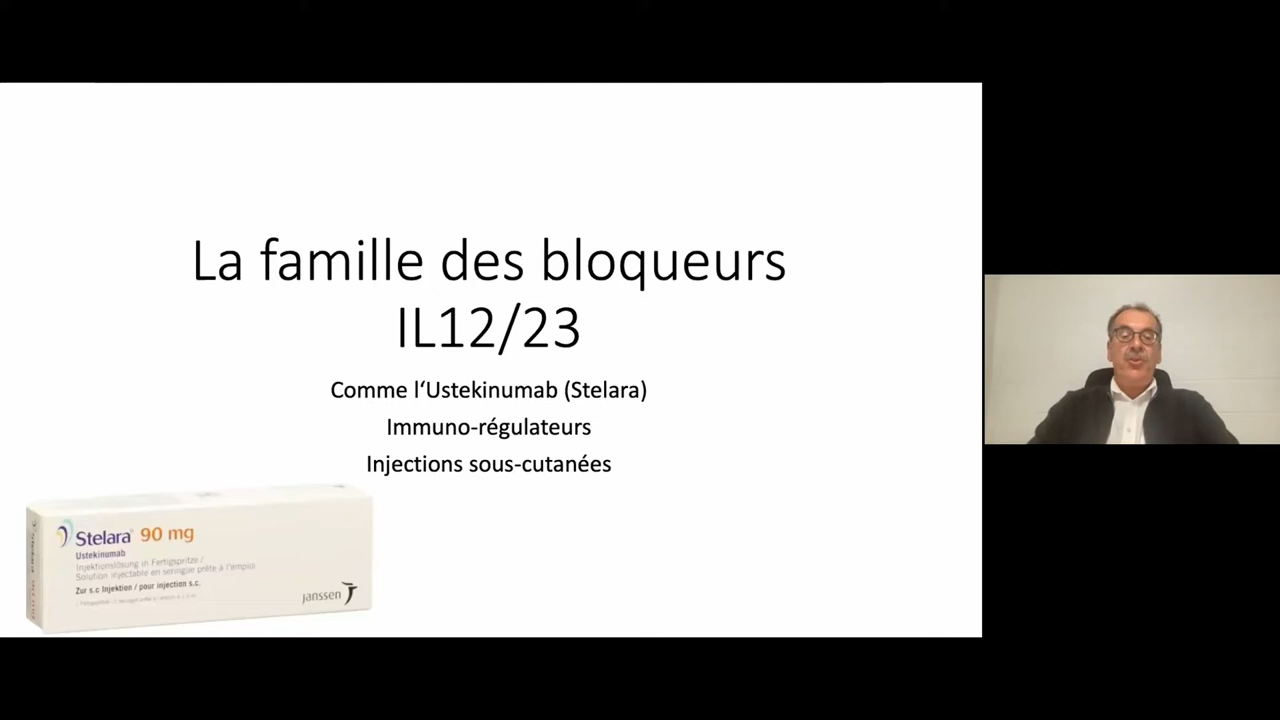 La famille des bloqueurs
IL12/23
Comme l‘Ustekinumab (Stelara)
Immuno-régulateurs
Injections sous-cutanées
Stelara® 90 mg
Ustekinumab
Injektionslösung in Fertigspritze /
Solution injectable en seringue prête à l'emploi
Zur s.c Injektion / pour injection s.c.
janssen